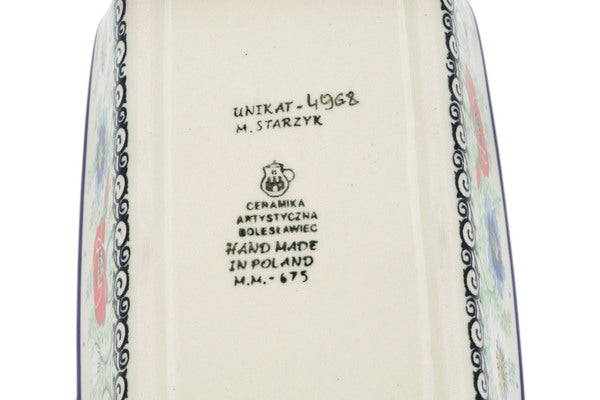 UNIKAT-4968
M. STARZYK
CERAMIKA
ARTYSTYCZNA
BOLESŁAWIEC
HAND MADE
IN POLAND
M.M.-675